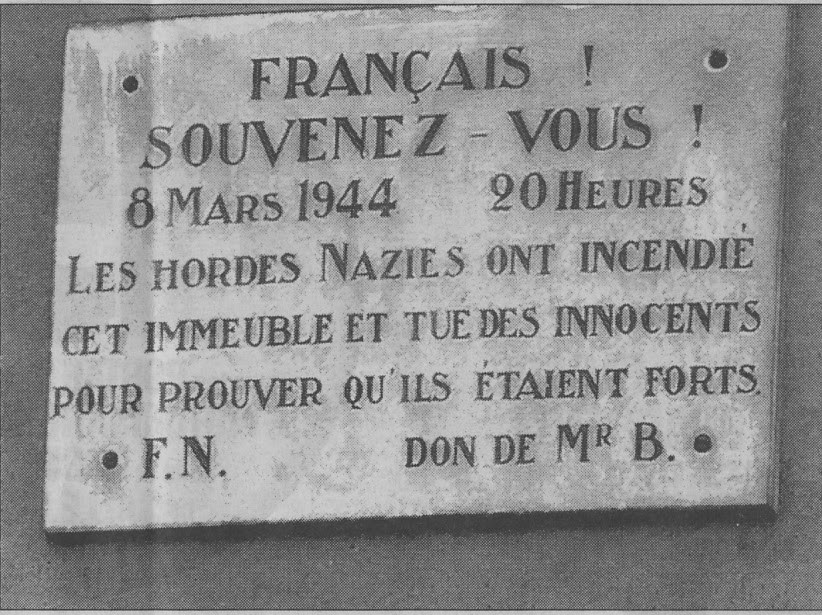 FRANÇAIS !
SOUVENEZ - VOUS !
8 MARS 1944 20 HEURES
LES HORDES NAZIES ONT INCENDIÉ
CET IMMEUBLE ET TUE DES INNOCENTS
POUR PROUVER QU'ILS ÉTAIENT FORTS.
F.N. DON DE MR B.